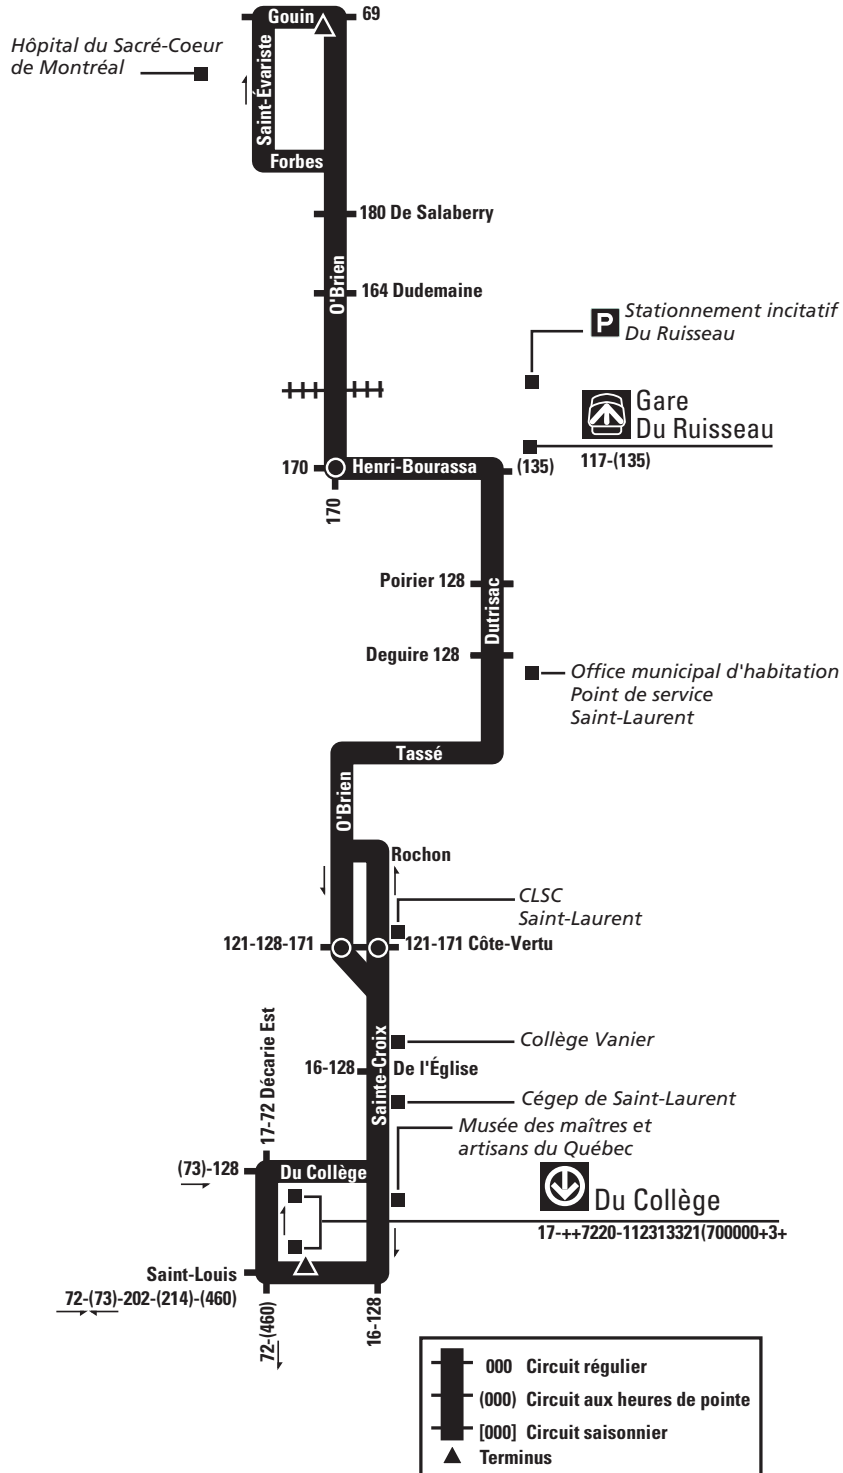 Gouin
69
Hôpital du Sacré-Coeur
de Montréal
Saint-Évariste
Forbes
180 De Salaberry
O'Brien
164 Dudemaine
P
Stationnement incitatif
Du Ruisseau
Gare
Du Ruisseau
117-(135)
170
Henri-Bourassa
(135)
170
Poirier 128
Dutrisac
Deguire 128
Office municipal d'habitation
Point de service
Saint-Laurent
Tassé
O'Brien
Rochon
CLSC
Saint-Laurent
121-128-171
121-171 Côte-Vertu
17-72 Décarie Est
Sainte-Croix
Collège Vanier
16-128
De l'Église
Cégep de Saint-Laurent
Musée des maîtres et
artisans du Québec
(73)-128
Du Collège
Du Collège
17-++7220-112313321(700000+3+
Saint-Louis
72-(73)-202-(214)-(460)
72-(460)
16-128
000 Circuit régulier
(000) Circuit aux heures de pointe
[000] Circuit saisonnier
Terminus